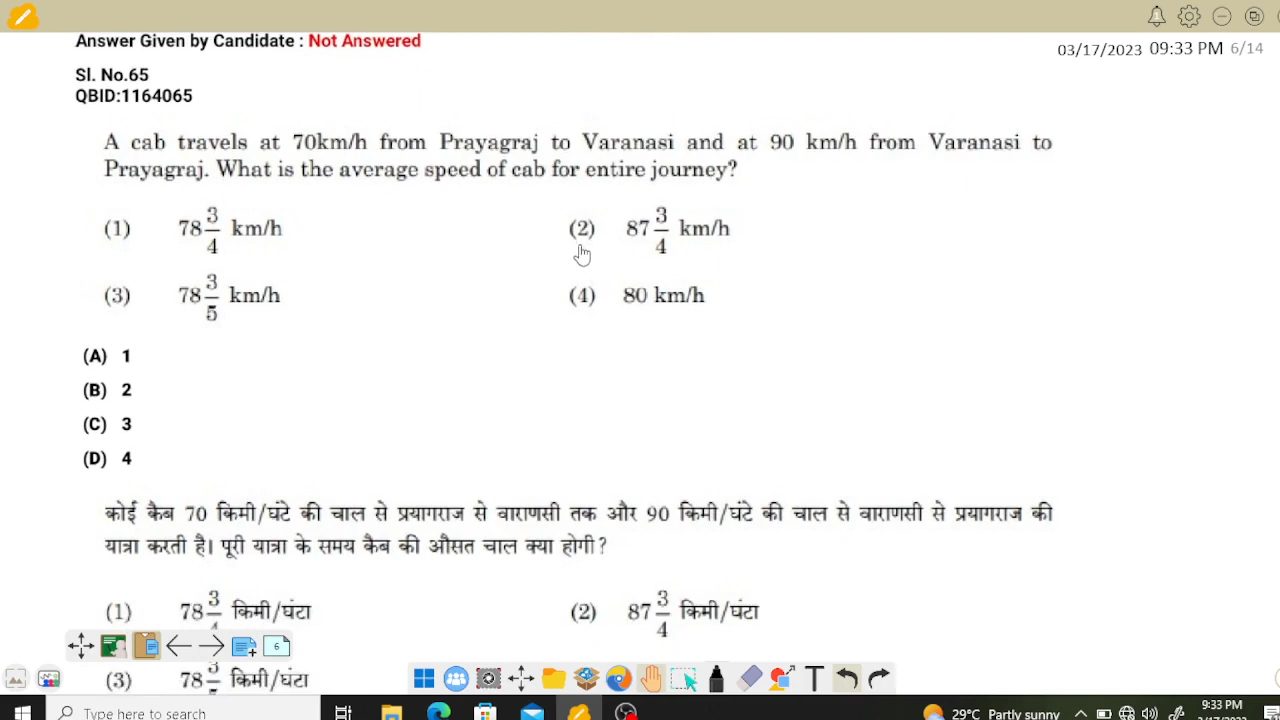 Answer Given by Candidate : Not Answered
03/17/2023 09:33 PM 6/14
Sl. No.65
QBID:1164065
A cab travels at 70km/h from Prayagraj to Varanasi and at 90 km/h from Varanasi to
Prayagraj. What is the average speed of cab for entire journey?
(1) 78 3/4 km/h (2) 87 3/4 km/h
(3) 78 3/5 km/h (4) 80 km/h
(A) 1
(B) 2
(C) 3
(D) 4
कोई कैब 70 किमी/घंटे की चाल से प्रयागराज से वाराणसी तक और 90 किमी/घंटे की चाल से वाराणसी से प्रयागराज की
यात्रा करती है। पूरी यात्रा के समय कैब की औसत चाल क्या होगी?
(1) 78 3/4 किमी/घंटा (2) 87 3/4 किमी/घंटा
6
(3) 78 3/5 किमी/घंटा
T
Type here to search
29°C Partly sunny
9:33 PM